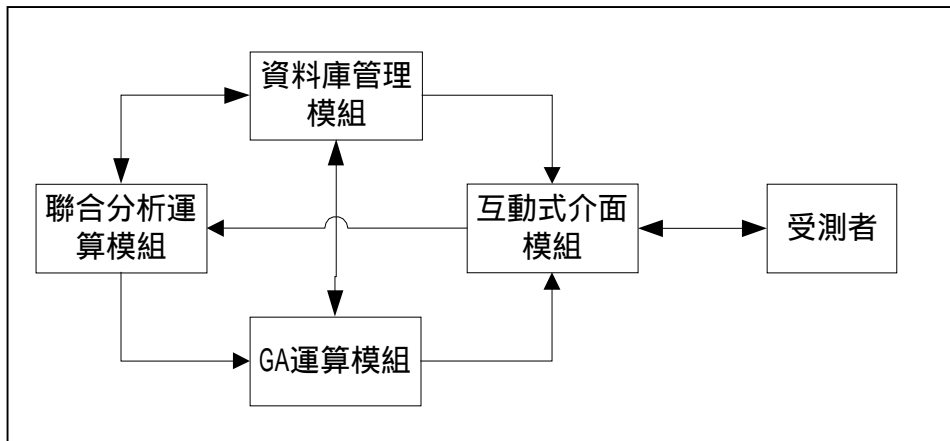 資料庫管理
模組
聯合分析運
算模組
互動式介面
模組
受測者
GA運算模組